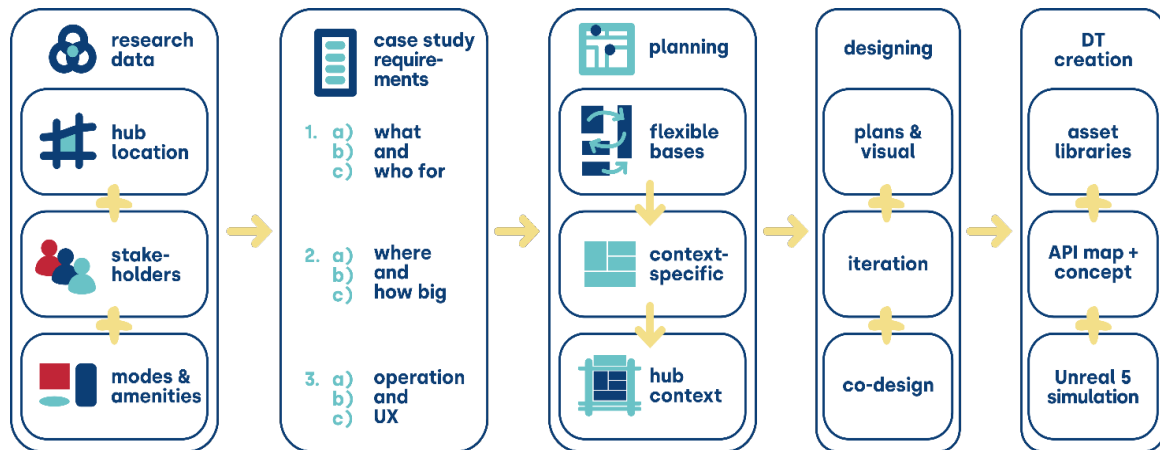 research
data
hub
location
stake-
holders
modes &
amenities
case study
require-
ments
1. a) what
b) and
c) who for
2. a) where
b) and
c) how big
3. a) operation
b) and
c) UX
planning
flexible
bases
context-
specific
hub
context
designing
plans &
visual
iteration
co-design
DT
creation
asset
libraries
API map +
concept
Unreal 5
simulation